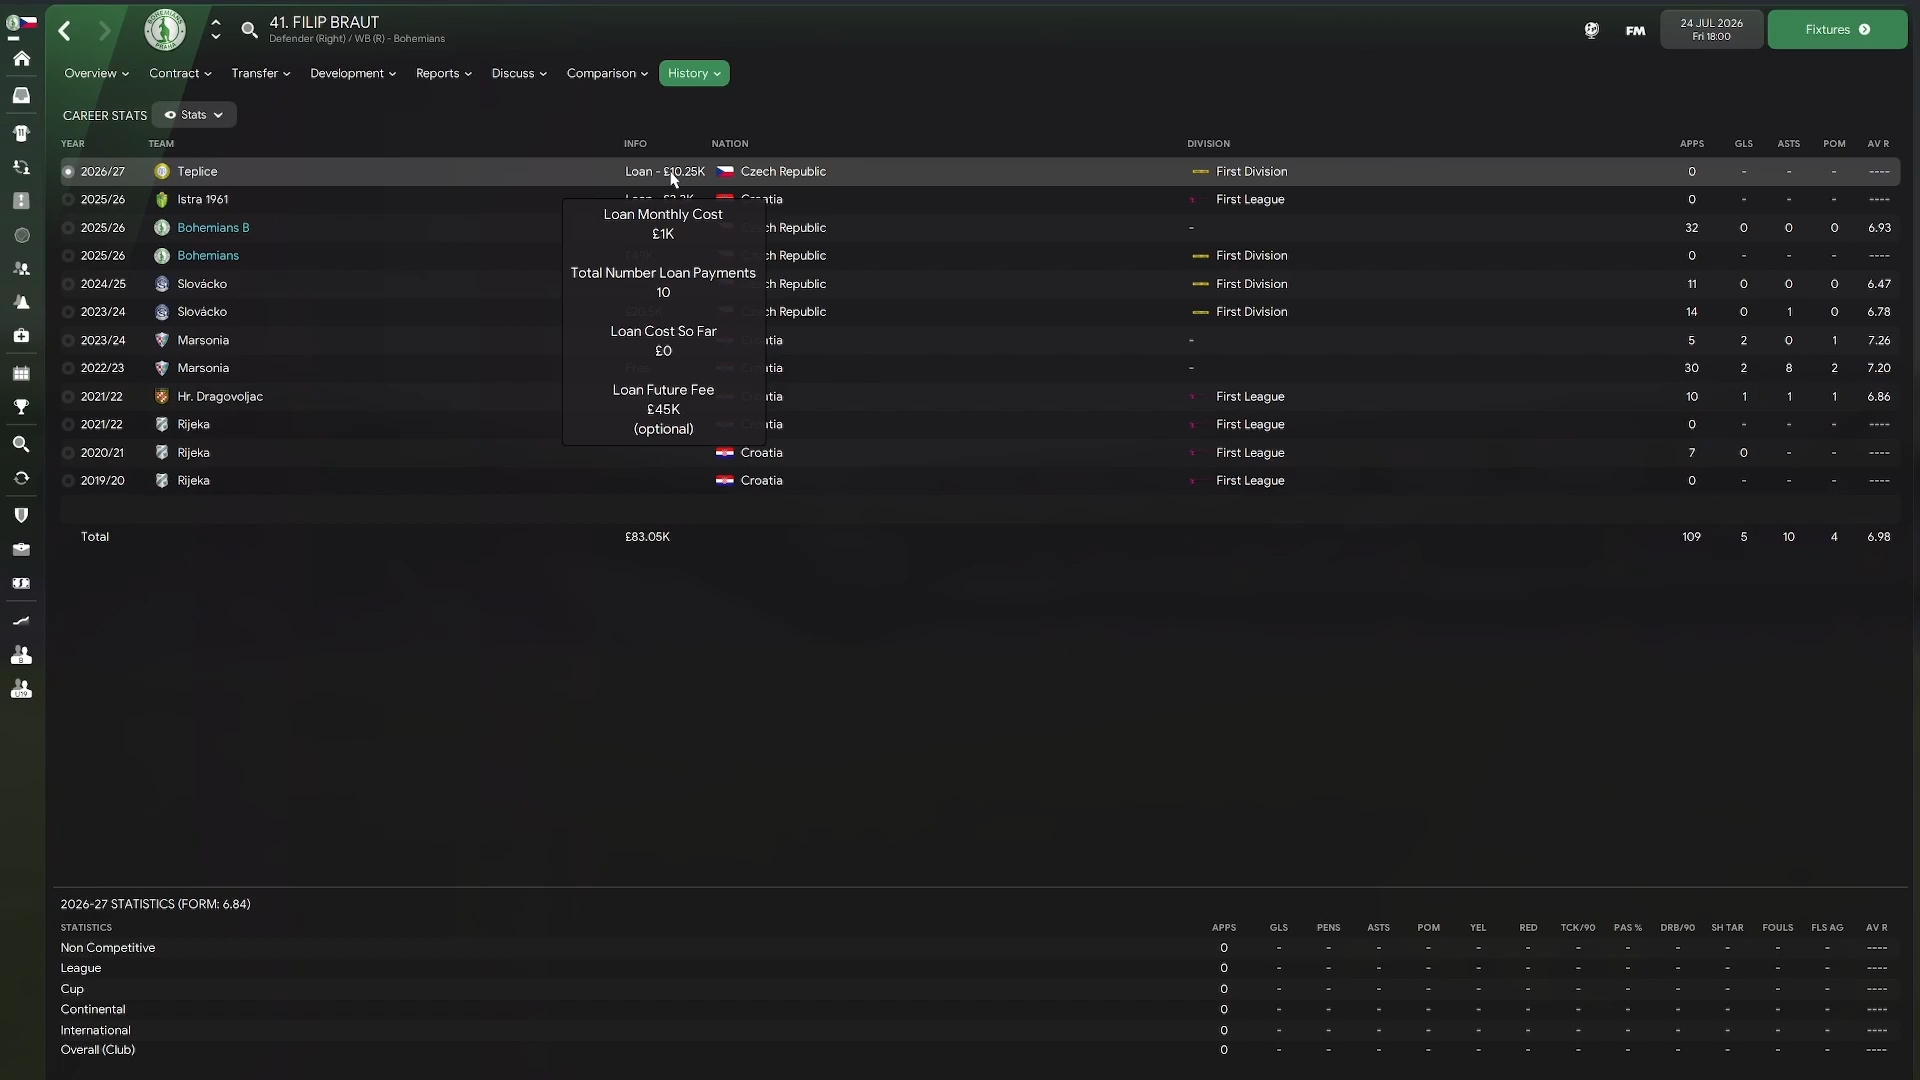 41. FILIP BRAUT
Defender (Right) / WB (R) - Bohemians
FM
24 JUL 2026
Fri 18:00
Fixtures
Overview Contract Transfer Development Reports Discuss Comparison History
CAREER STATS Stats
YEAR TEAM INFO NATION DIVISION APPS GLS ASTS POM AV R
2026/27 Teplice Loan - £10.25K Czech Republic First Division 0 - - - ----
2025/26 Istra 1961 First League 0 - - - ----
2025/26 Bohemians B Republic - 32 0 0 0 6.93
2025/26 Bohemians Republic First Division 0 - - - ----
2024/25 Slovácko Republic First Division 11 0 0 0 6.47
2023/24 Slovácko Republic First Division 14 0 1 0 6.78
2023/24 Marsonia - 5 2 0 1 7.26
2022/23 Marsonia - 30 2 8 2 7.20
2021/22 Hr. Dragovoljac First League 10 1 1 1 6.86
2021/22 Rijeka First League 0 - - - ----
2020/21 Rijeka Croatia First League 7 0 - - ----
2019/20 Rijeka Croatia First League 0 - - - ----
Total £83.05K 109 5 10 4 6.98
Loan Monthly Cost
£1K
Total Number Loan Payments
10
Loan Cost So Far
£0
Loan Future Fee
£45K
(optional)
2026-27 STATISTICS (FORM: 6.84)
STATISTICS APPS GLS PENS ASTS POM YEL RED TCK/90 PAS % DRB/90 SH TAR FOULS FLS AG AV R
Non Competitive 0 - - - - - - - - - - - - ----
League 0 - - - - - - - - - - - - ----
Cup 0 - - - - - - - - - - - - ----
Continental 0 - - - - - - - - - - - - ----
International 0 - - - - - - - - - - - - ----
Overall (Club) 0 - - - - - - - - - - - - ----